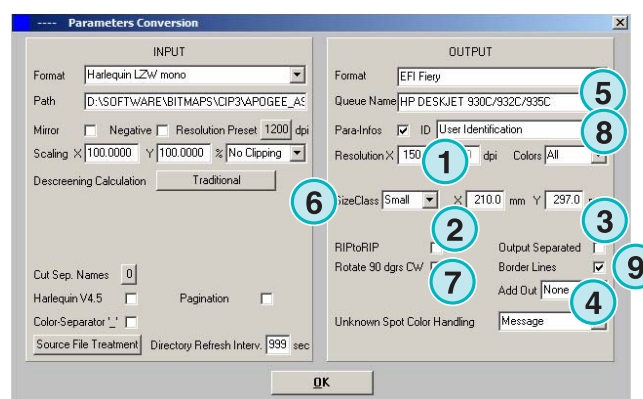 ---- Parameters Conversion
INPUT
Format Harlequin LZW mono
Path D:\SOFTWARE\BITMAPS\CIP3\APOGEE_AS
Mirror Negative Resolution Preset 1200 dpi
Scaling X 100.0000 Y 100.0000 % No Clipping
Descreening Calculation Traditional
Cut Sep. Names 0
Harlequin V4.5 Pagination
Color-Separator '_'
Source File Treatment Directory Refresh Interv. 999 sec
OUTPUT
Format EFI Fiery
Queue Name HP DESKJET 930C/932C/935C 5
Para-Infos ID User Identification 8
Resolution X 150 1 dpi Colors All
6 SizeClass Small X 210.0 mm Y 297.0
2 3
RIPtoRIP Output Separated
Rotate 90 dgrs CW 7 Border Lines 9
Add Out None 4
Unknown Spot Color Handling Message
OK